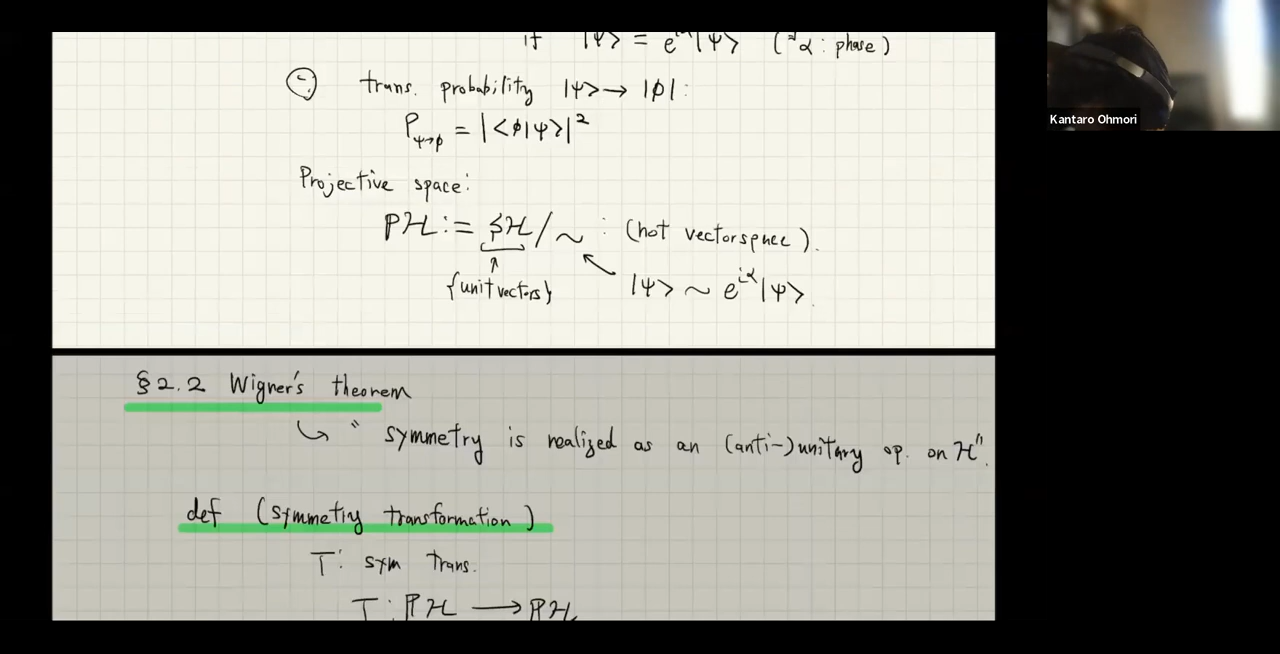 if |ψ> = e^{iα}|ψ> (∃α : phase)
trans. probability |ψ> → |φ| :
P_{ψ→φ} = |<φ|ψ>|²
Projective space :
PH := SH/~ : (not vectorspace).
{unit vectors} |ψ> ~ e^{iα}|ψ>.
§2.2 Wigner's theorem
↳ " symmetry is realized as an (anti-)unitary op. on H".
def (symmetry transformation)
T : sym trans.
T : PH → PH
Kantaro Ohmori